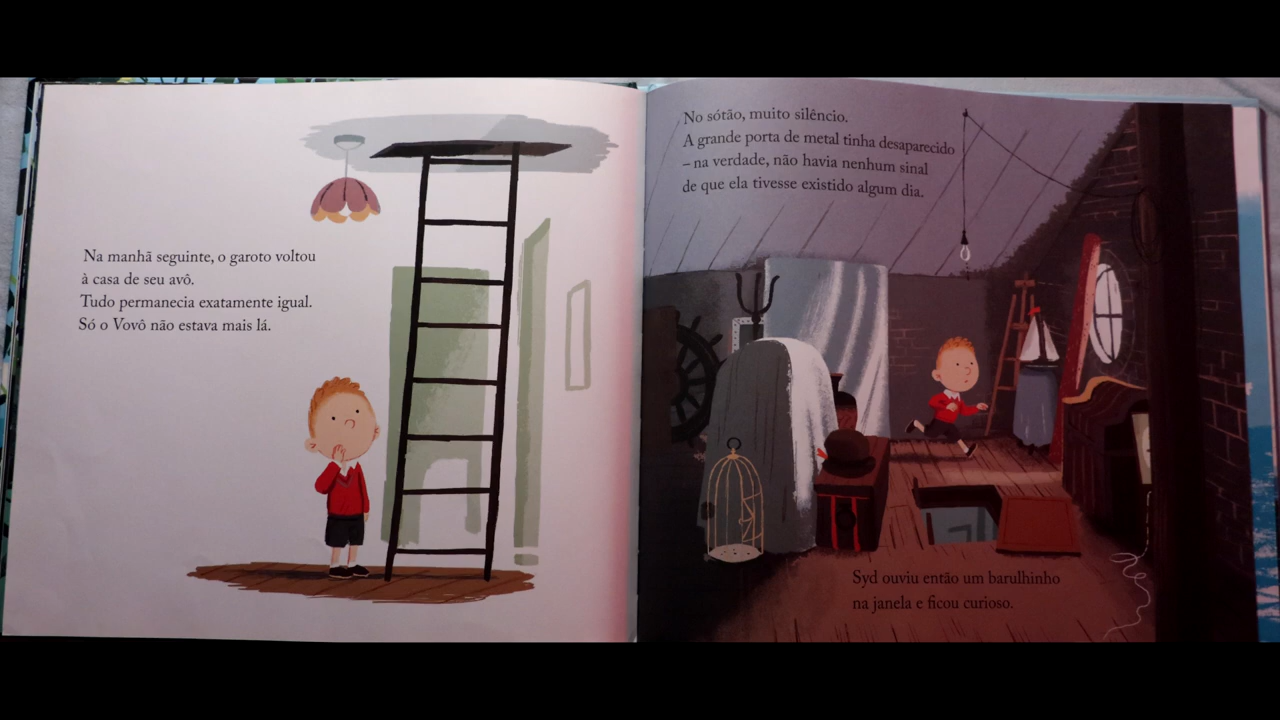 Na manhã seguinte, o garoto voltou
à casa de seu avô.
Tudo permanecia exatamente igual.
Só o Vovô não estava mais lá.
No sótão, muito silêncio.
A grande porta de metal tinha desaparecido
– na verdade, não havia nenhum sinal
de que ela tivesse existido algum dia.
Syd ouviu então um barulhinho
na janela e ficou curioso.